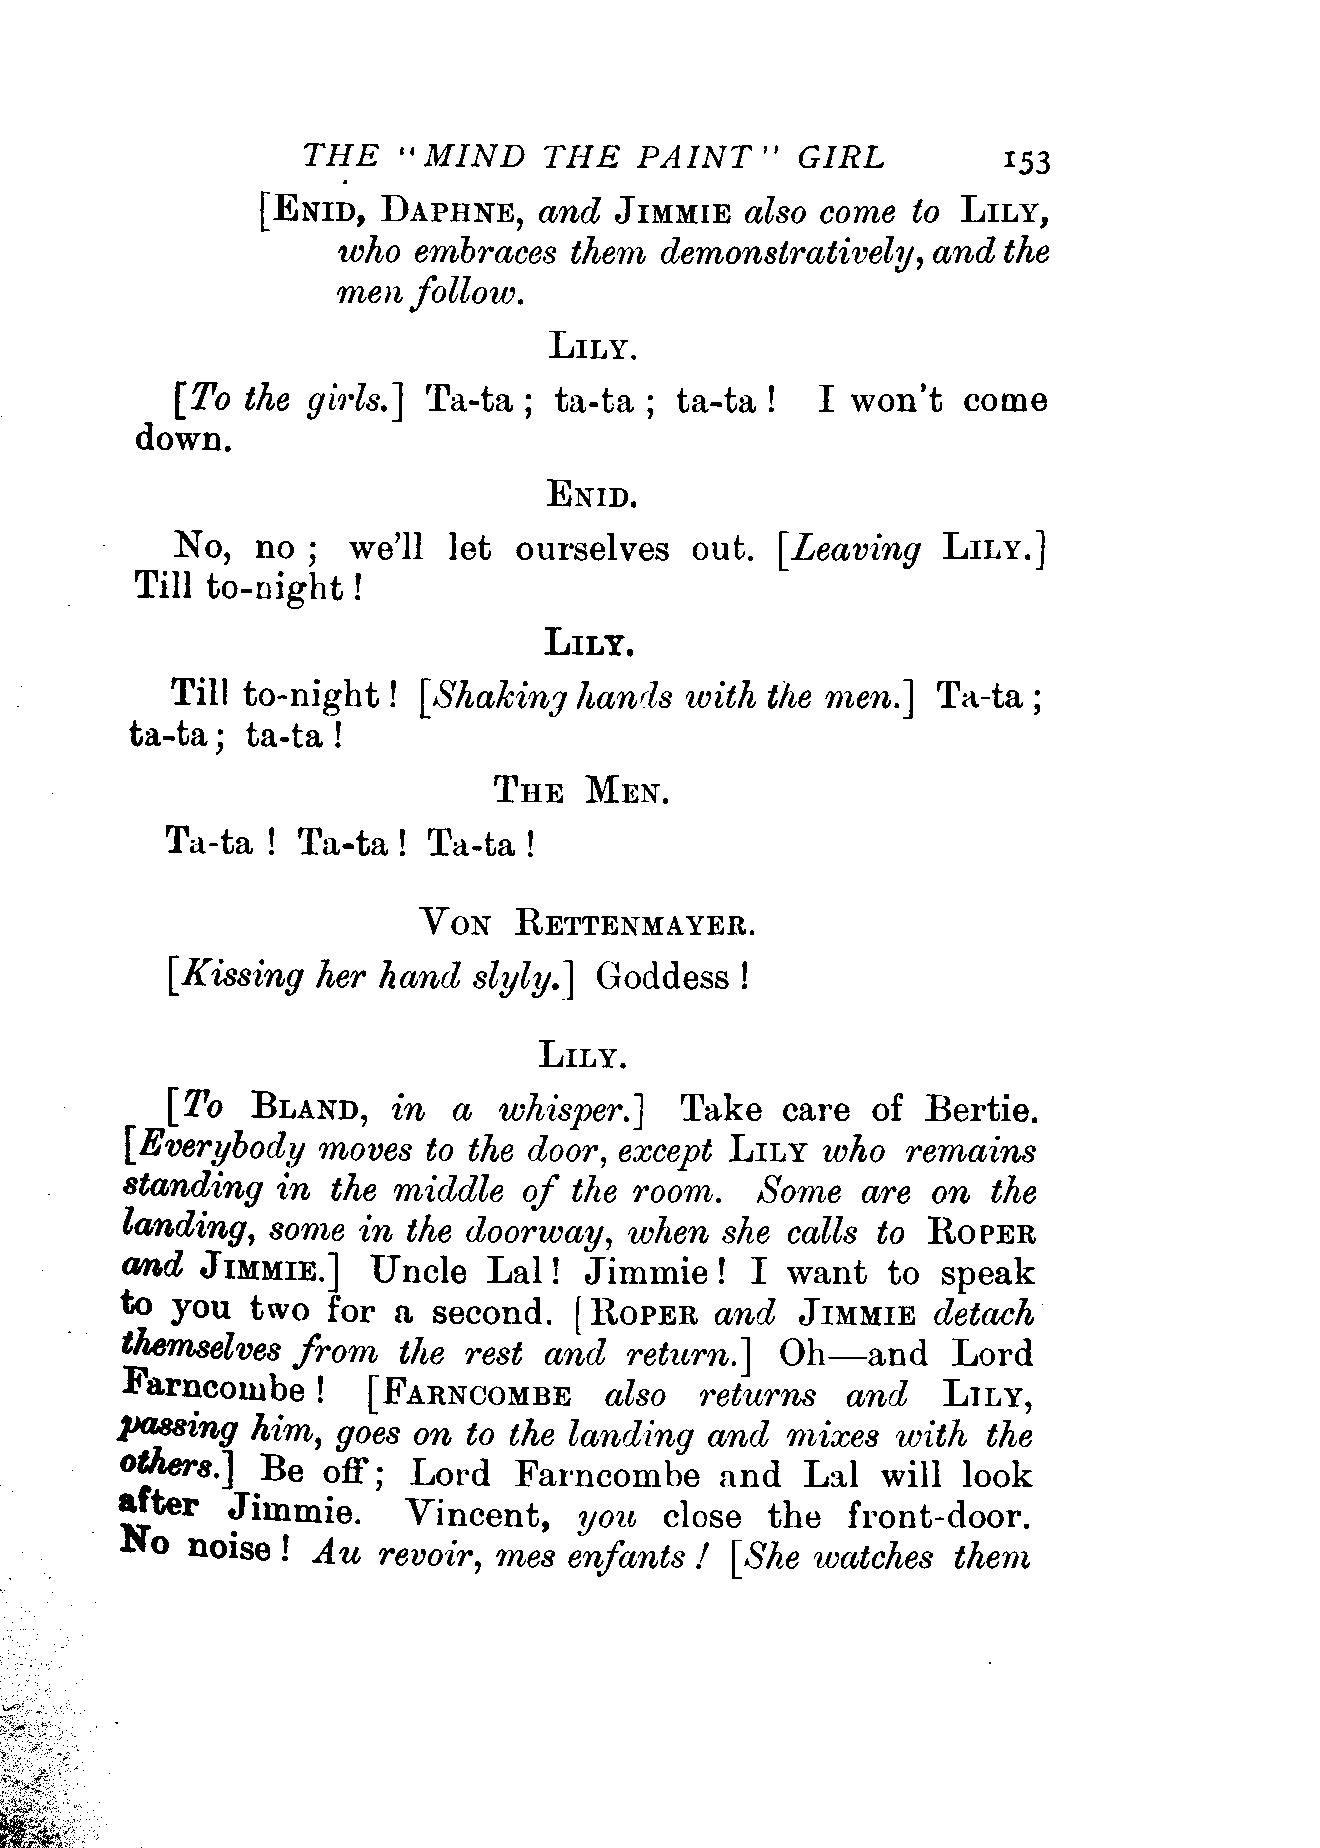 THE "MIND THE PAINT" GIRL 153
[ENID, DAPHNE, and JIMMIE also come to LILY,
who embraces them demonstratively, and the
men follow.
LILY.
[To the girls.] Ta-ta; ta-ta; ta-ta! I won't come
down.
ENID.
No, no; we'll let ourselves out. [Leaving LILY.]
Till to-night!
LILY.
Till to-night! [Shaking hands with the men.] Ta-ta;
ta-ta; ta-ta!
THE MEN.
Ta-ta! Ta-ta! Ta-ta!
VON RETTENMAYER.
[Kissing her hand slyly.] Goddess!
LILY.
[To BLAND, in a whisper.] Take care of Bertie.
[Everybody moves to the door, except LILY who remains
standing in the middle of the room. Some are on the
landing, some in the doorway, when she calls to ROPER
and JIMMIE.] Uncle Lal! Jimmie! I want to speak
to you two for a second. [ROPER and JIMMIE detach
themselves from the rest and return.] Oh—and Lord
Farncombe! [FARNCOMBE also returns and LILY,
passing him, goes on to the landing and mixes with the
others.] Be off; Lord Farncombe and Lal will look
after Jimmie. Vincent, you close the front-door.
No noise! Au revoir, mes enfants! [She watches them